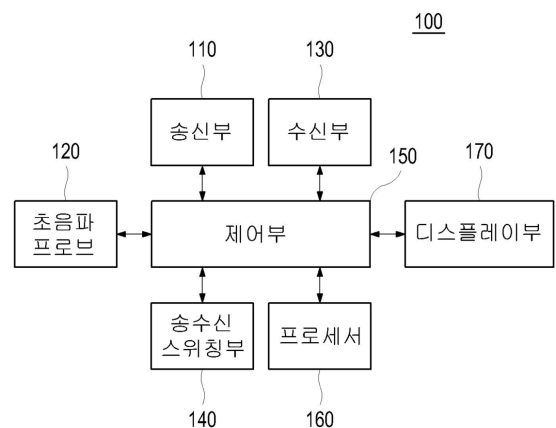 100
110
130
송신부
수신부
120
150
170
초음파
프로브
제어부
디스플레이부
송수신
스위칭부
프로세서
140
160